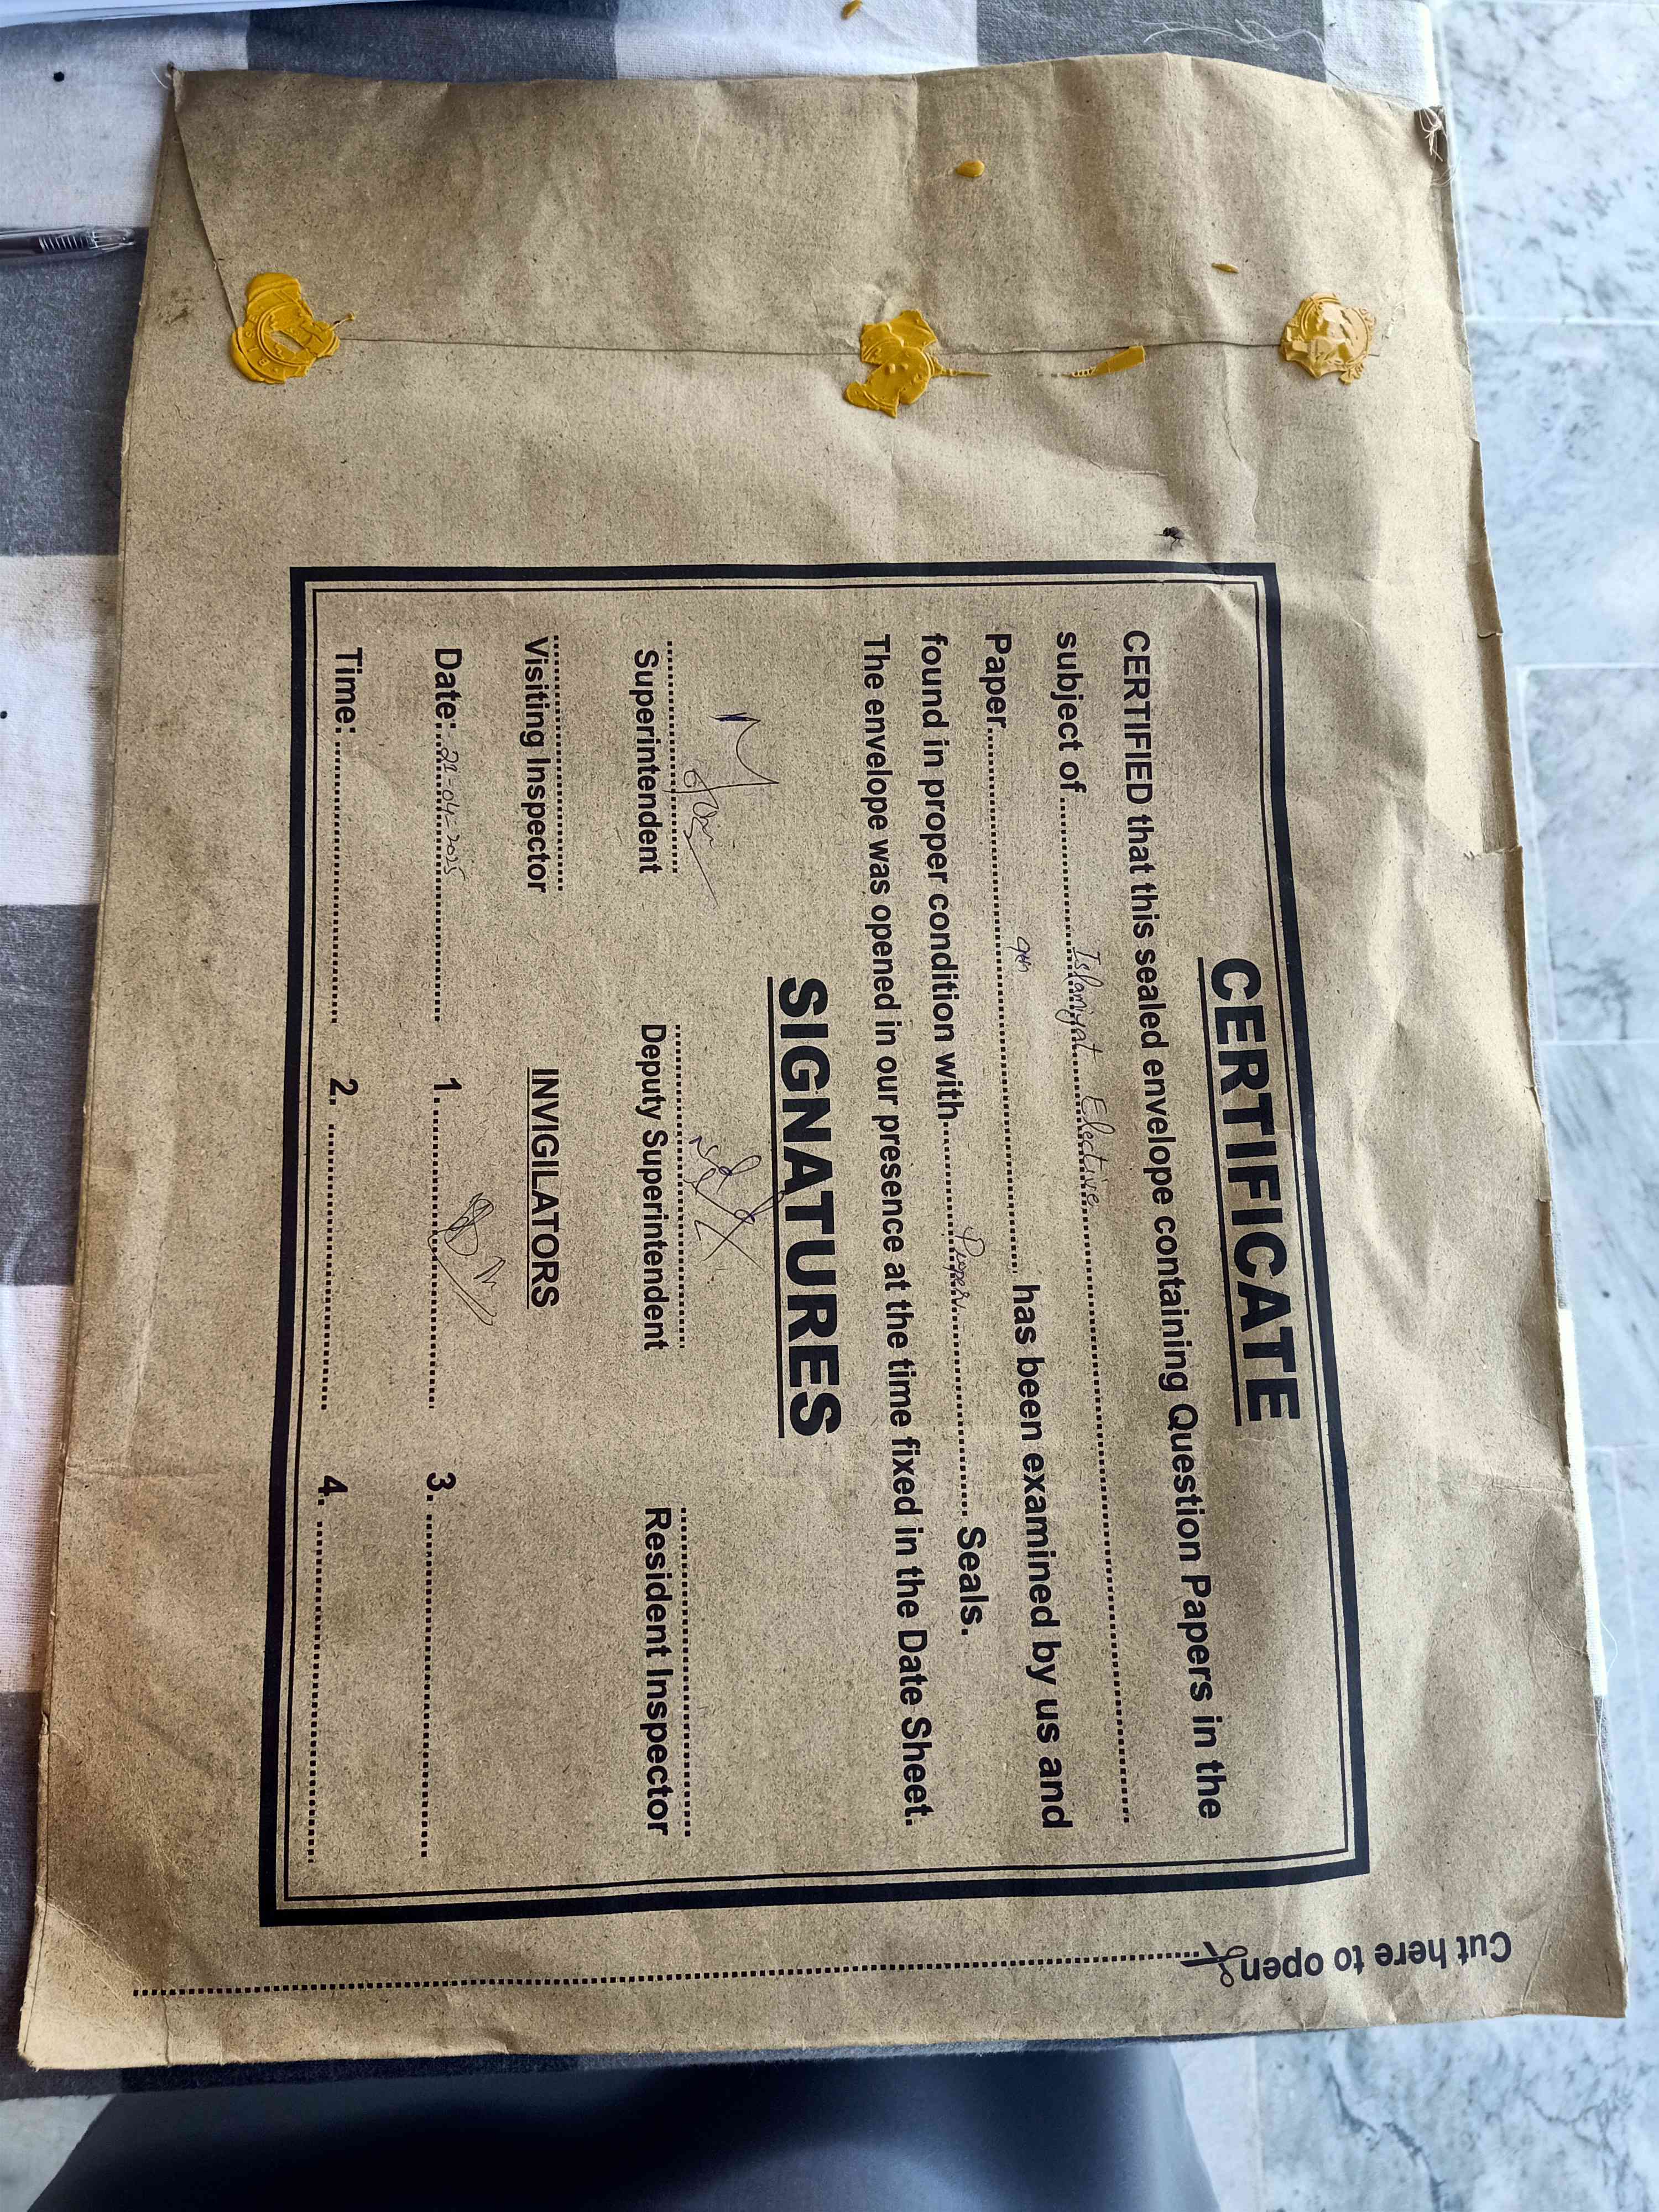 CERTIFICATE
CERTIFIED that this sealed envelope containing Question Papers in the
subject of ........ Islamiyat Elective ........
Paper ........ 9th ........ has been examined by us and
found in proper condition with ........ Proper ........ Seals.
The envelope was opened in our presence at the time fixed in the Date Sheet.
SIGNATURES
Superintendent Deputy Superintendent Resident Inspector
Visiting Inspector INVIGILATORS
Date: 29-04-2025 1. ........ 3. ........
Time: ........ 2. ........ 4. ........
Cut here to open